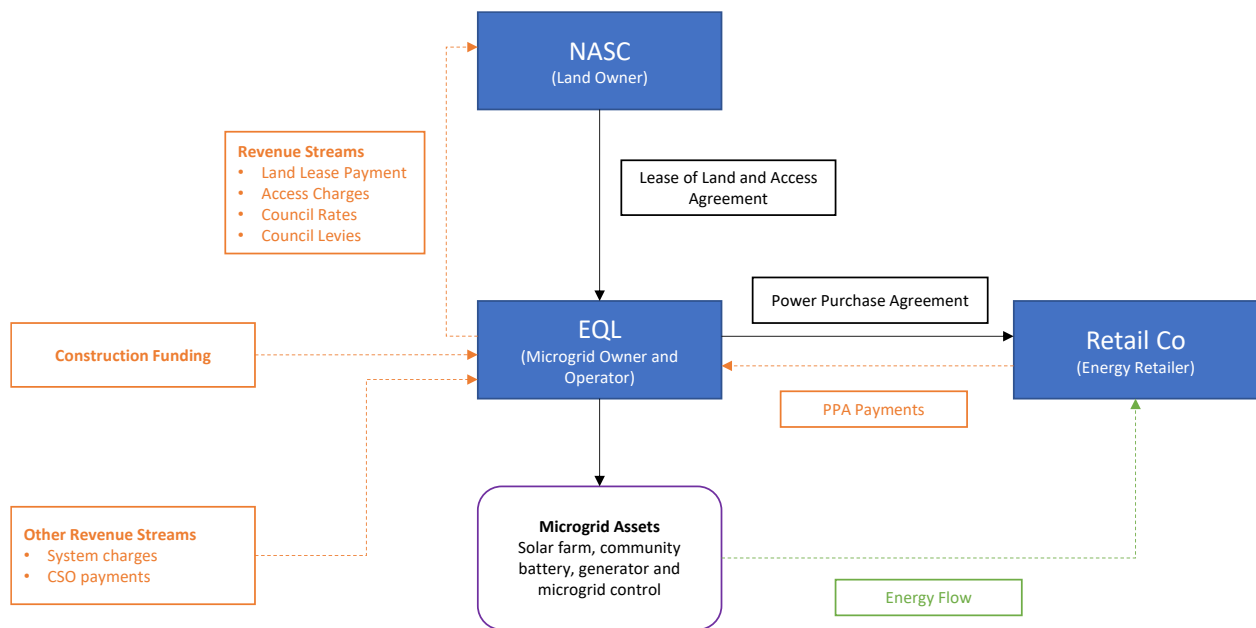 NASC
(Land Owner)
Revenue Streams
• Land Lease Payment
• Access Charges
• Council Rates
• Council Levies
Lease of Land and Access
Agreement
Power Purchase Agreement
Construction Funding
EQL
(Microgrid Owner and
Operator)
Retail Co
(Energy Retailer)
PPA Payments
Other Revenue Streams
• System charges
• CSO payments
Microgrid Assets
Solar farm, community
battery, generator and
microgrid control
Energy Flow